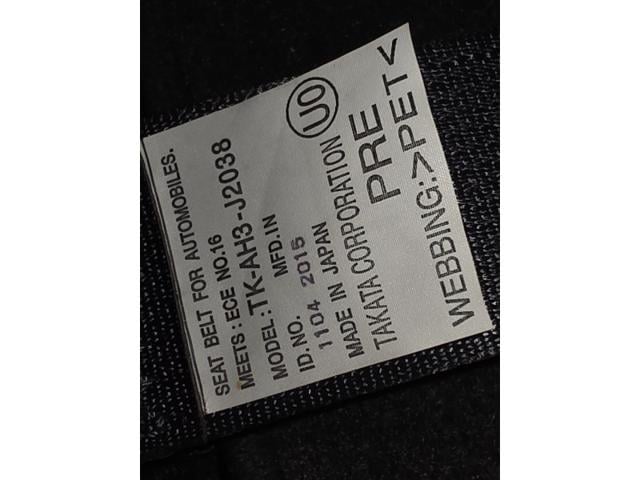 SEAT BELT FOR AUTOMOBILES.
MEETS : ECE NO.16
MODEL : TK-AH3-J2038
ID. NO. MFD. IN
1104 2015
MADE IN JAPAN
TAKATA CORPORATION
UO
PRE
WEBBING:>PET<